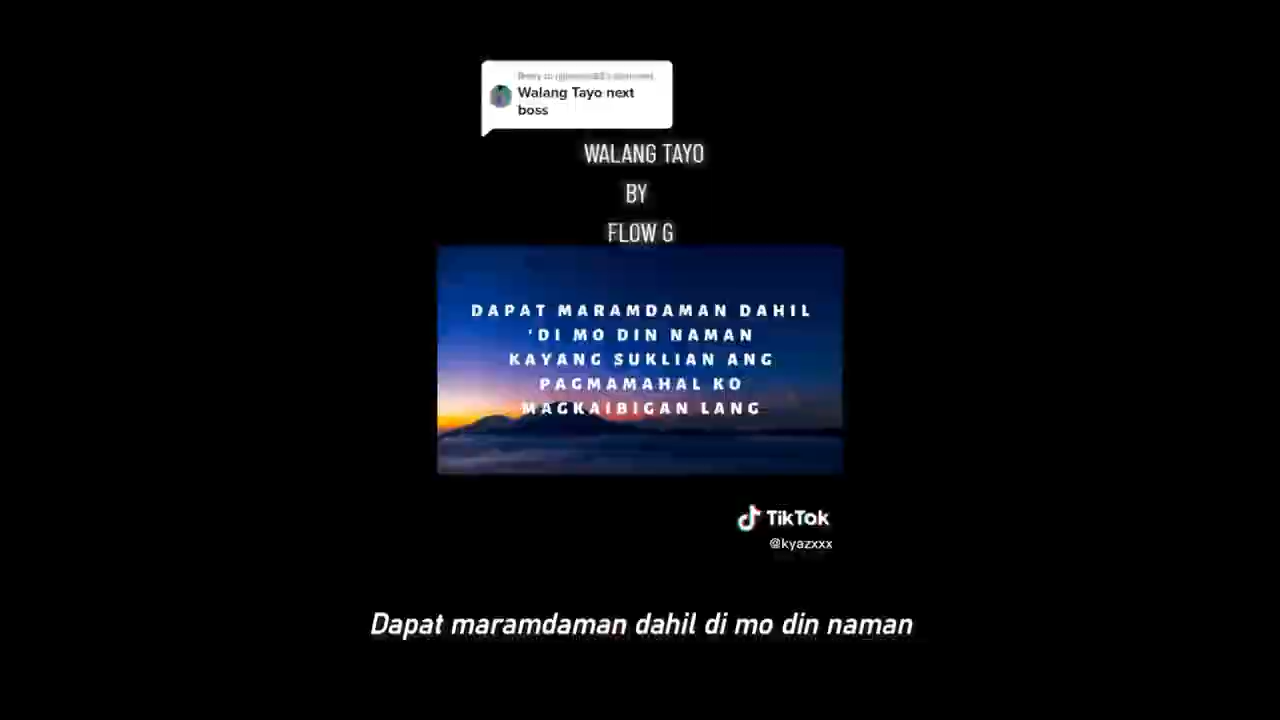 Walang Tayo next
boss
WALANG TAYO
BY
FLOW G
DAPAT MARAMDAMAN DAHIL
'DI MO DIN NAMAN
KAYANG SUKLIAN ANG
PAGMAMAHAL KO
MAGKAIBIGAN LANG
TikTok
@kyazxxx
Dapat maramdaman dahil di mo din naman